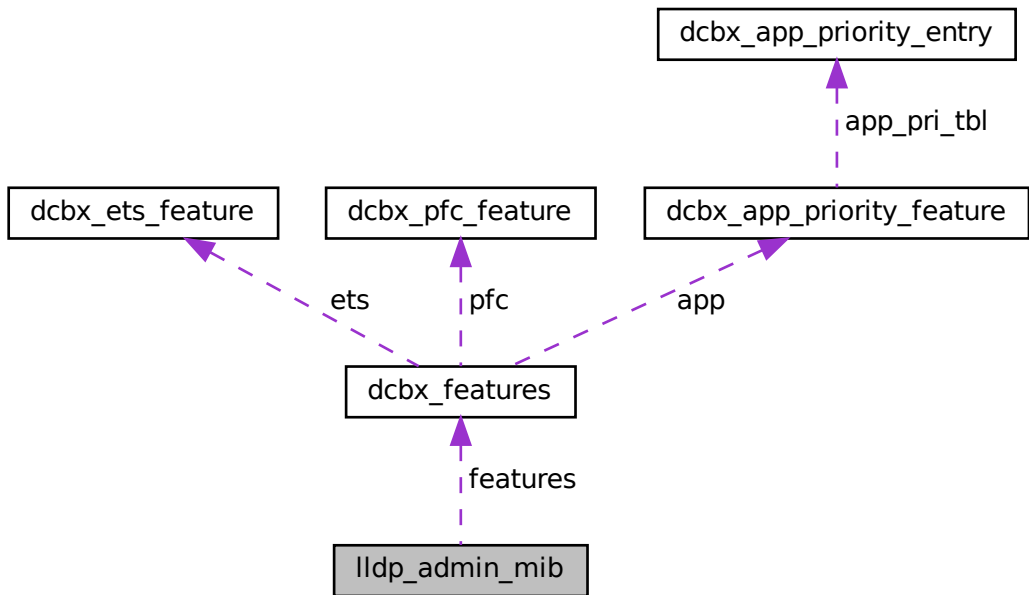 dcbx_app_priority_entry
app_pri_tbl
dcbx_ets_feature
dcbx_pfc_feature
dcbx_app_priority_feature
ets
pfc
app
dcbx_features
features
lldp_admin_mib